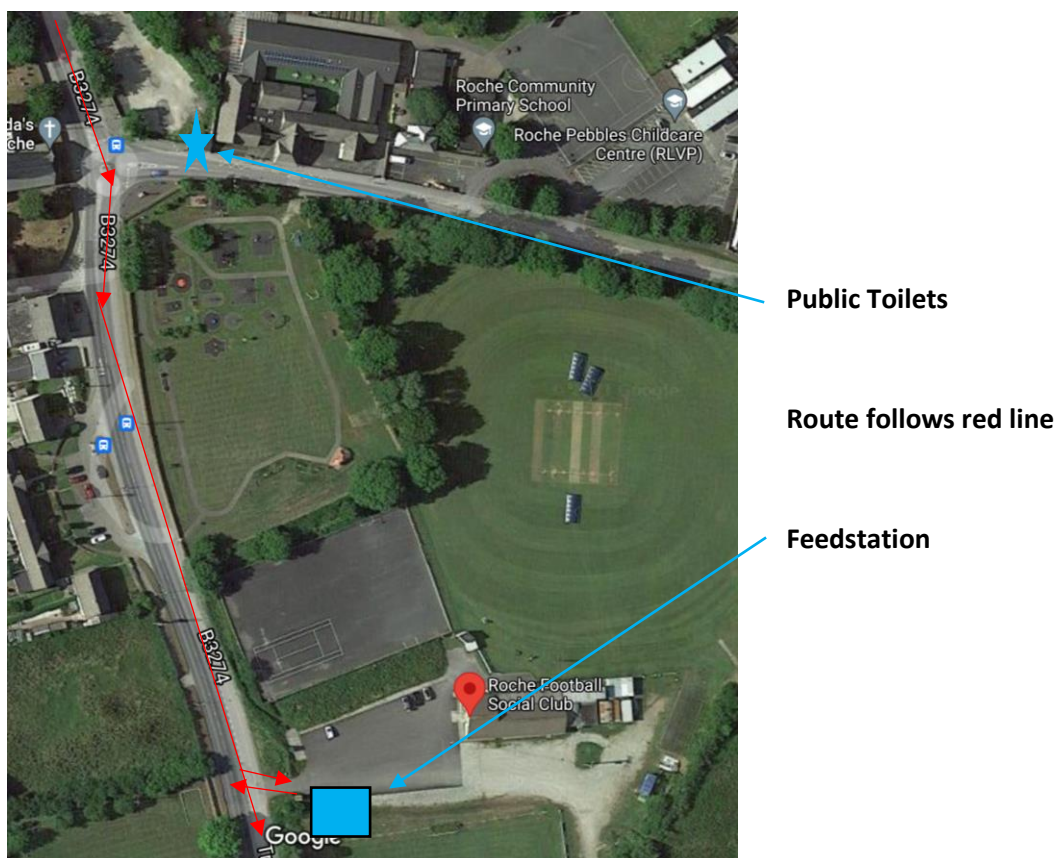 B3274
Roche Community
Primary School
Roche Pebbles Childcare
Centre (RLVP)
da's
che
B3274
Public Toilets
Route follows red line
Feedstation
B3274
Roche Football
Social Club
Google